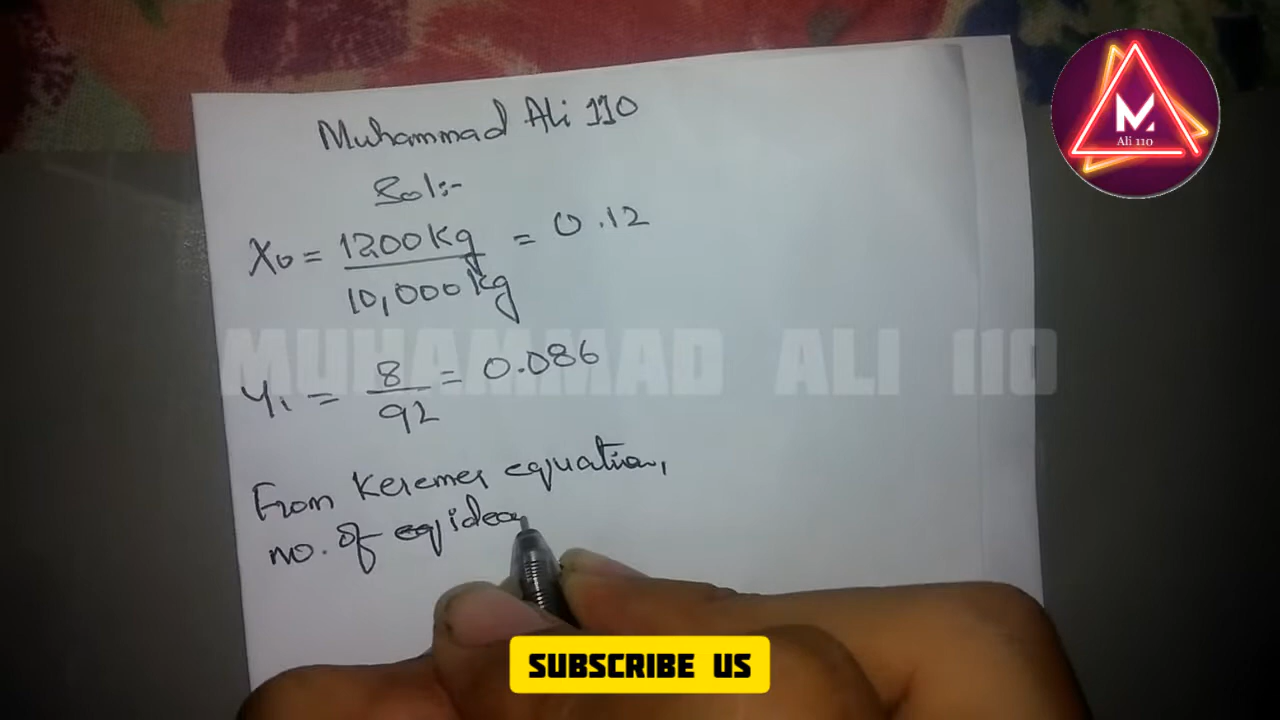 Muhammad Ali 110
Sol:-
X₀ = 1200 kg / 10,000 kg = 0.12
Y₁ = 8 / 92 = 0.086
From Keremer equation,
no. of eq idea
MUHAMMAD ALI 110
M
Ali 110
SUBSCRIBE US